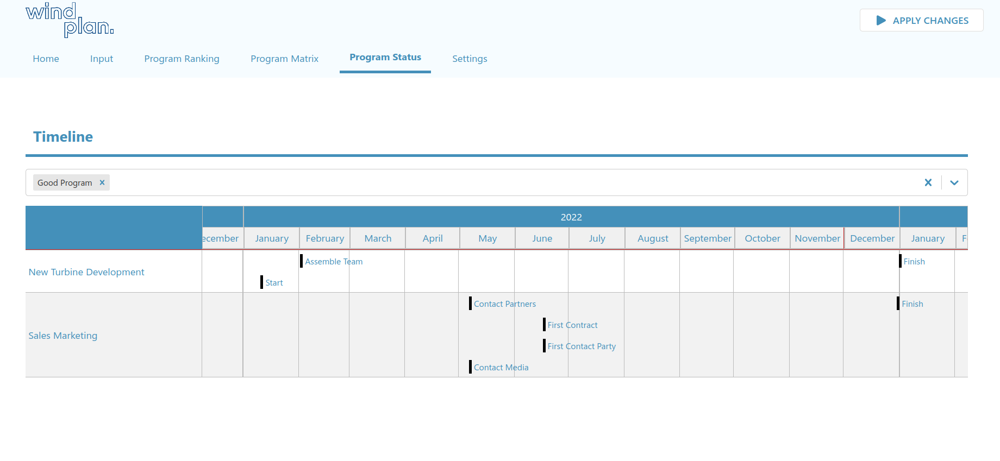 wind
plan.
APPLY CHANGES
Home Input Program Ranking Program Matrix Program Status Settings
Timeline
Good Program
2022
ecember January February March April May June July August September October November December January F
New Turbine Development
Assemble Team
Finish
Start
Sales Marketing
Contact Partners
Finish
First Contract
First Contact Party
Contact Media